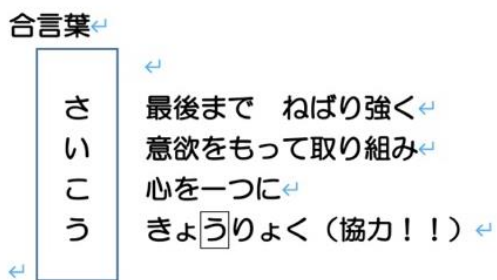 合言葉
さ 最後まで ねばり強く
い 意欲をもって取り組み
こ 心を一つに
う きょうりょく（協力！！）